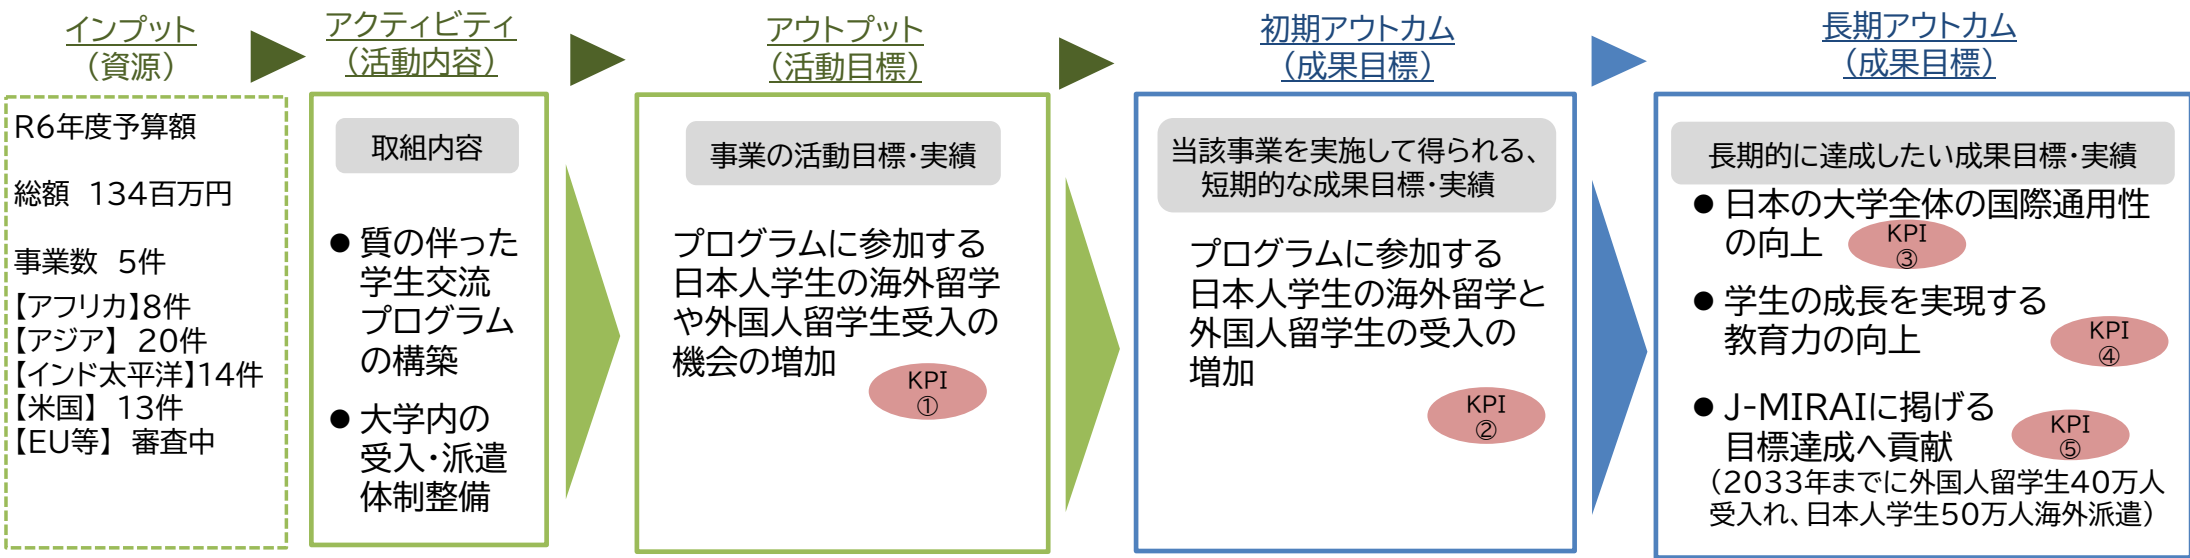 インプット
（資源）
R6年度予算額
総額 134百万円
事業数 5件
【アフリカ】8件
【アジア】 20件
【インド太平洋】14件
【米国】 13件
【EU等】 審査中
アクティビティ
（活動内容）
取組内容
● 質の伴った
学生交流
プログラム
の構築
● 大学内の
受入・派遣
体制整備
アウトプット
（活動目標）
事業の活動目標・実績
プログラムに参加する
日本人学生の海外留学
や外国人留学生受入の
機会の増加
KPI
①
初期アウトカム
（成果目標）
当該事業を実施して得られる、
短期的な成果目標・実績
プログラムに参加する
日本人学生の海外留学と
外国人留学生の受入の
増加
KPI
②
長期アウトカム
（成果目標）
長期的に達成したい成果目標・実績
● 日本の大学全体の国際通用性
の向上
KPI
③
● 学生の成長を実現する
教育力の向上
KPI
④
● J-MIRAIに掲げる
目標達成へ貢献
KPI
⑤
（2033年までに外国人留学生40万人
受入れ、日本人学生50万人海外派遣）